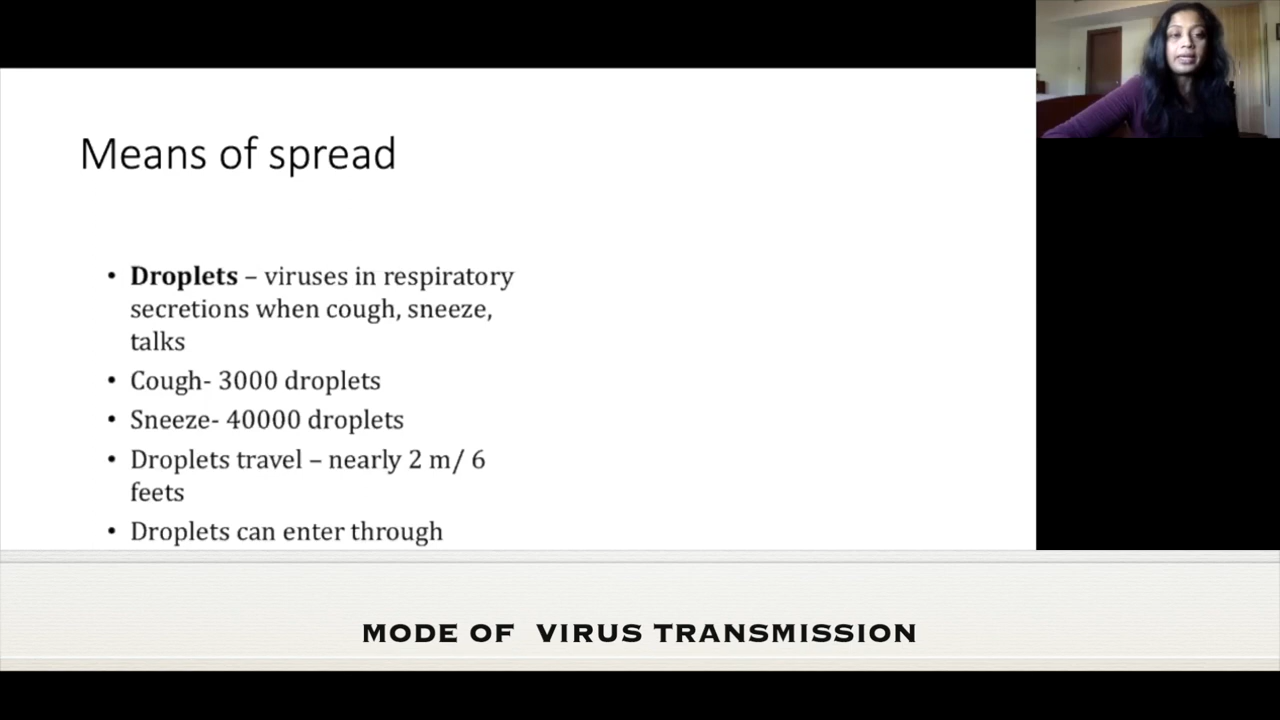 Means of spread
• Droplets – viruses in respiratory
secretions when cough, sneeze,
talks
• Cough- 3000 droplets
• Sneeze- 40000 droplets
• Droplets travel – nearly 2 m/ 6
feets
• Droplets can enter through
MODE OF VIRUS TRANSMISSION